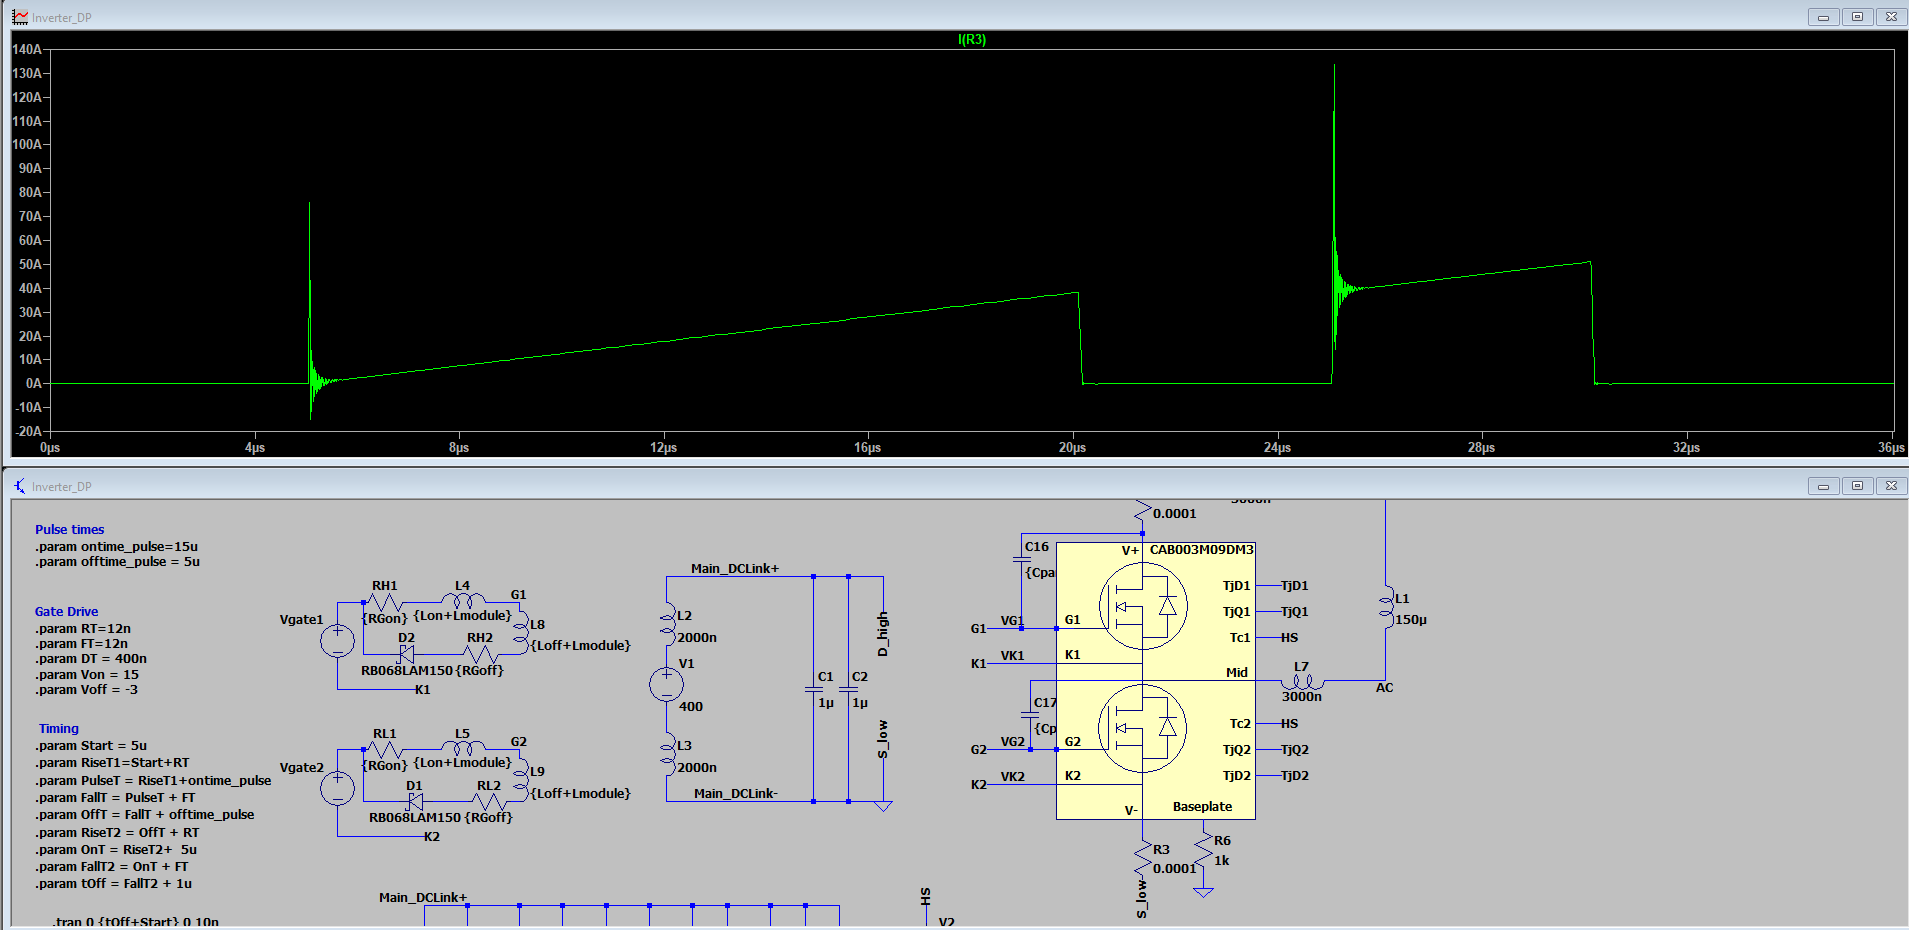 Inverter_DP
I(R3)
140A
130A
120A
110A
100A
90A
80A
70A
60A
50A
40A
30A
20A
10A
0A
-10A
-20A
0µs 4µs 8µs 12µs 16µs 20µs 24µs 28µs 32µs 36µs
Inverter_DP
Pulse times
.param ontime_pulse=15u
.param offtime_pulse = 5u
Gate Drive
.param RT=12n
.param FT=12n
.param DT = 400n
.param Von = 15
.param Voff = -3
Timing
.param Start = 5u
.param RiseT1=Start+RT
.param PulseT = RiseT1+ontime_pulse
.param FallT = PulseT + FT
.param OffT = FallT + offtime_pulse
.param RiseT2 = OffT + RT
.param OnT = RiseT2+ 5u
.param FallT2 = OnT + FT
.param tOff = FallT2 + 1u
.tran 0 {tOff+Start} 0 10n
Vgate1
RH1
{RGon}
L4
{Lon+Lmodule}
G1
L8
{Loff+Lmodule}
D2
RH2
RB068LAM150 {RGoff}
K1
Vgate2
RL1
{RGon}
L5
{Lon+Lmodule}
G2
L9
{Loff+Lmodule}
D1
RL2
RB068LAM150 {RGoff}
K2
Main_DCLink+
L2
2000n
V1
400
L3
2000n
Main_DCLink-
C1
1µ
C2
1µ
D_high
S_low
0.0001
C16
{Cpa
V+ CAB003M09DM3
G1 VG1 G1
K1 VK1 K1
C17
{Cp
G2 VG2 G2
K2 VK2 K2
V-
Baseplate
TjD1 TjD1
TjQ1 TjQ1
Tc1 HS
Mid
Tc2 HS
TjQ2 TjQ2
TjD2 TjD2
L7
3000n
AC
L1
150µ
R3
0.0001
S_low
R6
1k
Main_DCLink+
HS
V2